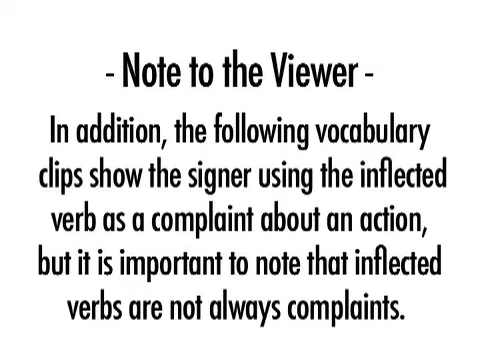 - Note to the Viewer -
In addition, the following vocabulary
clips show the signer using the inflected
verb as a complaint about an action,
but it is important to note that inflected
verbs are not always complaints.